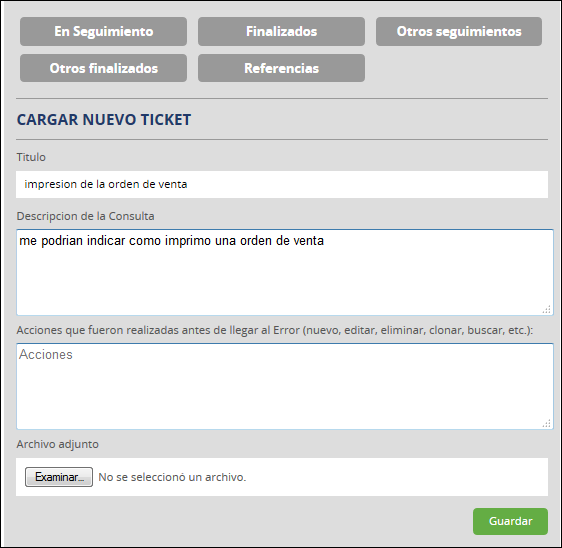 En Seguimiento
Finalizados
Otros seguimientos
Otros finalizados
Referencias
CARGAR NUEVO TICKET
Titulo
impresion de la orden de venta
Descripcion de la Consulta
me podrian indicar como imprimo una orden de venta
Acciones que fueron realizadas antes de llegar al Error (nuevo, editar, eliminar, clonar, buscar, etc.):
Acciones
Archivo adjunto
Examinar... No se seleccionó un archivo.
Guardar